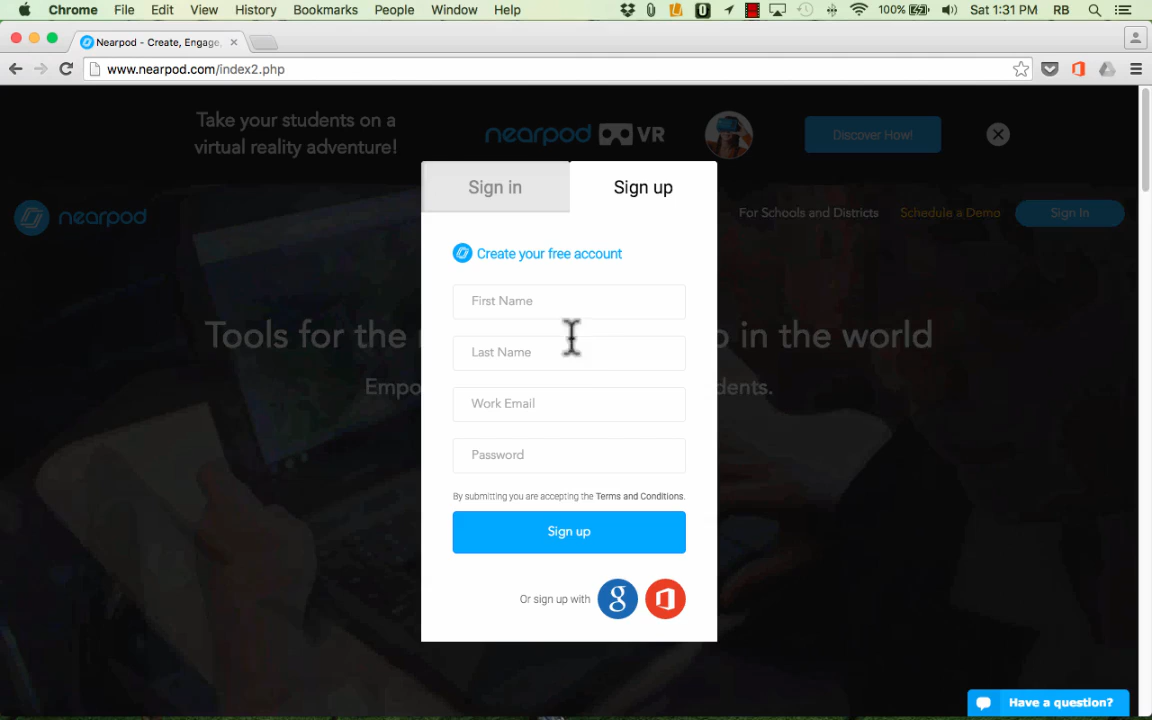 Chrome File Edit View History Bookmarks People Window Help 100% Sat 1:31 PM RB
Nearpod - Create, Engage,
www.nearpod.com/index2.php
Take your students on a
virtual reality adventure!
nearpod VR
Discover How!
Sign in
Sign up
nearpod
For Schools and Districts
Schedule a Demo
Sign In
Create your free account
First Name
Tools for the
in the world
Last Name
Work Email
Password
By submitting you are accepting the Terms and Conditions.
Sign up
Or sign up with
Have a question?